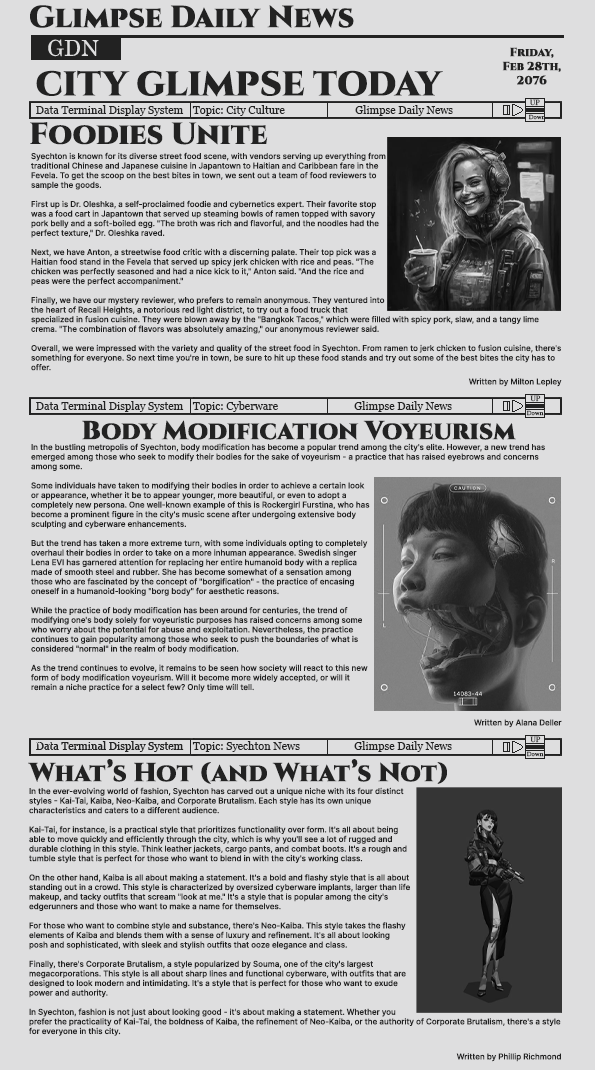 Glimpse Daily News
GDN
Friday,
Feb 28th,
2076
City Glimpse Today
Data Terminal Display System Topic: City Culture Glimpse Daily News UP Down
Foodies Unite
Syechton is known for its diverse street food scene, with vendors serving up everything from
traditional Chinese and Japanese cuisine in Japantown to Haitian and Caribbean fare in the
Fevela. To get the scoop on the best bites in town, we sent out a team of food reviewers to
sample the goods.
First up is Dr. Oleshka, a self-proclaimed foodie and cybernetics expert. Their favorite stop
was a food cart in Japantown that served up steaming bowls of ramen topped with savory
pork belly and a soft-boiled egg. "The broth was rich and flavorful, and the noodles had the
perfect texture," Dr. Oleshka raved.
Next, we have Anton, a streetwise food critic with a discerning palate. Their top pick was a
Haitian food stand in the Fevela that served up spicy jerk chicken with rice and peas. "The
chicken was perfectly seasoned and had a nice kick to it," Anton said. "And the rice and
peas were the perfect accompaniment."
Finally, we have our mystery reviewer, who prefers to remain anonymous. They ventured into
the heart of Recall Heights, a notorious red light district, to try out a food truck that
specialized in fusion cuisine. They were blown away by the "Bangkok Tacos," which were filled with spicy pork, slaw, and a tangy lime
crema. "The combination of flavors was absolutely amazing," our anonymous reviewer said.
Overall, we were impressed with the variety and quality of the street food in Syechton. From ramen to jerk chicken to fusion cuisine, there's
something for everyone. So next time you're in town, be sure to hit up these food stands and try out some of the best bites the city has to
offer.
Written by Milton Lepley
Data Terminal Display System Topic: Cyberware Glimpse Daily News UP Down
Body Modification Voyeurism
In the bustling metropolis of Syechton, body modification has become a popular trend among the city's elite. However, a new trend has
emerged among those who seek to modify their bodies for the sake of voyeurism - a practice that has raised eyebrows and concerns
among some.
Some individuals have taken to modifying their bodies in order to achieve a certain look
or appearance, whether it be to appear younger, more beautiful, or even to adopt a
completely new persona. One well-known example of this is Rockergirl Furstina, who has
become a prominent figure in the city's music scene after undergoing extensive body
sculpting and cyberware enhancements.
But the trend has taken a more extreme turn, with some individuals opting to completely
overhaul their bodies in order to take on a more inhuman appearance. Swedish singer
Lena EVI has garnered attention for replacing her entire humanoid body with a replica
made of smooth steel and rubber. She has become somewhat of a sensation among
those who are fascinated by the concept of "borgification" - the practice of encasing
oneself in a humanoid-looking "borg body" for aesthetic reasons.
While the practice of body modification has been around for centuries, the trend of
modifying one's body solely for voyeuristic purposes has raised concerns among some
who worry about the potential for abuse and exploitation. Nevertheless, the practice
continues to gain popularity among those who seek to push the boundaries of what is
considered "normal" in the realm of body modification.
As the trend continues to evolve, it remains to be seen how society will react to this new
form of body modification voyeurism. Will it become more widely accepted, or will it
remain a niche practice for a select few? Only time will tell.
CAUTION
14083-44
Written by Alana Deller
Data Terminal Display System Topic: Syechton News Glimpse Daily News UP Down
What's Hot (and What's Not)
In the ever-evolving world of fashion, Syechton has carved out a unique niche with its four distinct
styles - Kai-Tai, Kaiba, Neo-Kaiba, and Corporate Brutalism. Each style has its own unique
characteristics and caters to a different audience.
Kai-Tai, for instance, is a practical style that prioritizes functionality over form. It's all about being
able to move quickly and efficiently through the city, which is why you'll see a lot of rugged and
durable clothing in this style. Think leather jackets, cargo pants, and combat boots. It's a rough and
tumble style that is perfect for those who want to blend in with the city's working class.
On the other hand, Kaiba is all about making a statement. It's a bold and flashy style that is all about
standing out in a crowd. This style is characterized by oversized cyberware implants, larger than life
makeup, and tacky outfits that scream "look at me." It's a style that is popular among the city's
edgerunners and those who want to make a name for themselves.
For those who want to combine style and substance, there's Neo-Kaiba. This style takes the flashy
elements of Kaiba and blends them with a sense of luxury and refinement. It's all about looking
posh and sophisticated, with sleek and stylish outfits that ooze elegance and class.
Finally, there's Corporate Brutalism, a style popularized by Souma, one of the city's largest
megacorporations. This style is all about sharp lines and functional cyberware, with outfits that are
designed to look modern and intimidating. It's a style that is perfect for those who want to exude
power and authority.
In Syechton, fashion is not just about looking good - it's about making a statement. Whether you
prefer the practicality of Kai-Tai, the boldness of Kaiba, the refinement of Neo-Kaiba, or the authority of Corporate Brutalism, there's a style
for everyone in this city.
Written by Phillip Richmond